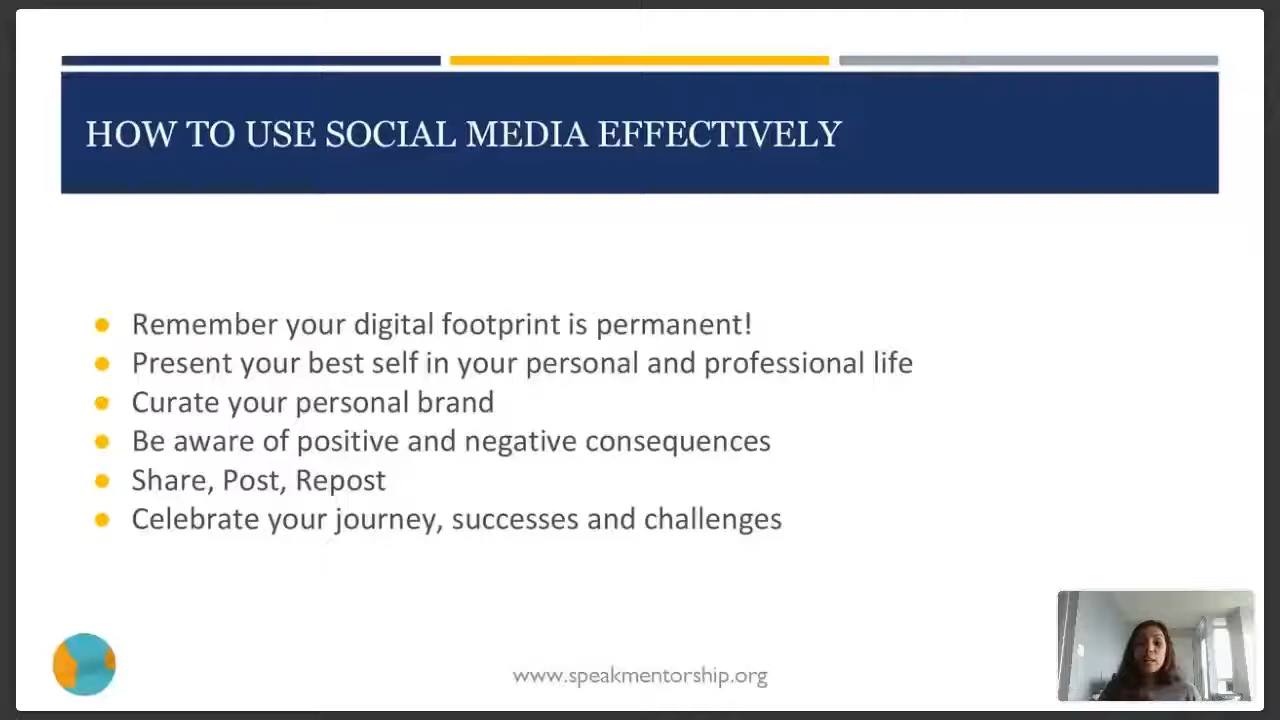 HOW TO USE SOCIAL MEDIA EFFECTIVELY
Remember your digital footprint is permanent!
Present your best self in your personal and professional life
Curate your personal brand
Be aware of positive and negative consequences
Share, Post, Repost
Celebrate your journey, successes and challenges
www.speakmentorship.org